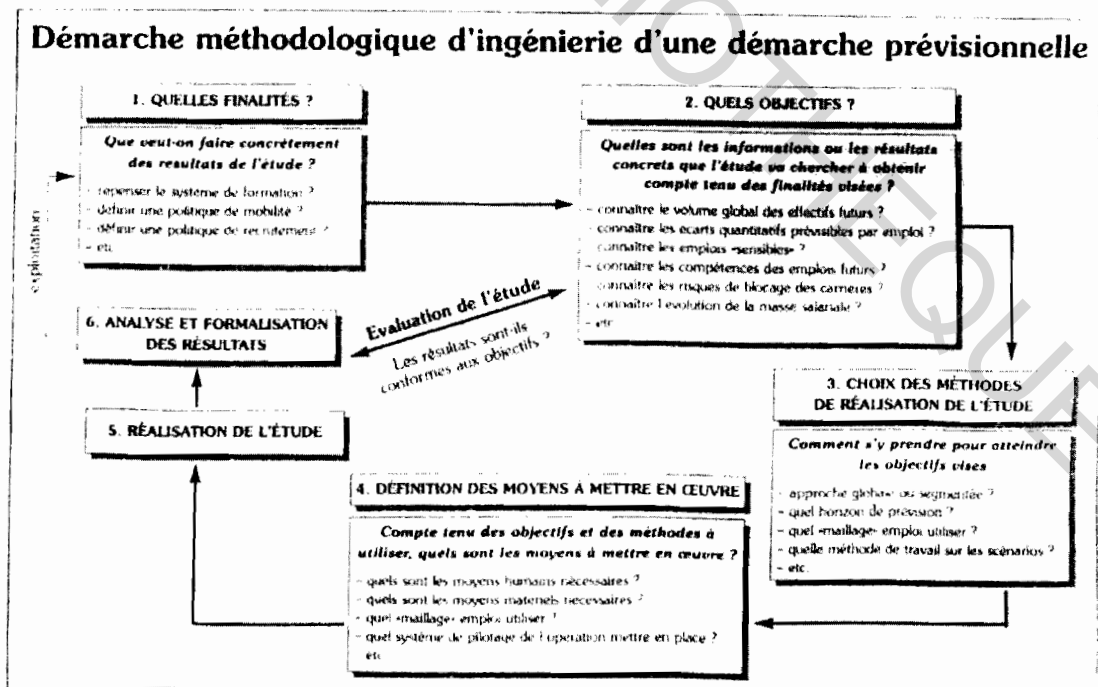 Démarche méthodologique d'ingénierie d'une démarche prévisionnelle
1. QUELLES FINALITÉS ?
Que veut-on faire concrètement
des resultats de l'étude ?
- repenser le système de formation ?
- définir une politique de mobilité ?
- définir une politique de recrutement ?
- etc
exploitation
2. QUELS OBJECTIFS ?
Quelles sont les informations ou les résultats
concrets que l'étude va chercher à obtenir
compte tenu des finalités visées ?
- connaître le volume global des effectifs futurs ?
- connaître les écarts quantitatifs prévisibles par emploi ?
- connaître les emplois «sensibles» ?
- connaître les compétences des emplois futurs ?
- connaître les risques de blocage des carrières ?
- connaître l'évolution de la masse salariale ?
- etc
Evaluation de l'étude
Les résultats sont-ils
conformes aux objectifs ?
3. CHOIX DES MÉTHODES
DE RÉALISATION DE L'ÉTUDE
Comment s'y prendre pour atteindre
les objectifs visés
- approche globale ou segmentée ?
- quel horizon de prévision ?
- quel «maillage» emploi utiliser ?
- quelle méthode de travail sur les scénarios ?
- etc.
4. DÉFINITION DES MOYENS À METTRE EN ŒUVRE
Compte tenu des objectifs et des méthodes à
utiliser, quels sont les moyens à mettre en œuvre ?
- quels sont les moyens humains nécessaires ?
- quels sont les moyens materiels necessaires ?
- quel «maillage» emploi utiliser ?
- quel système de pilotage de l'opération mettre en place ?
etc
5. RÉALISATION DE L'ÉTUDE
6. ANALYSE ET FORMALISATION
DES RÉSULTATS
OTHEQUE